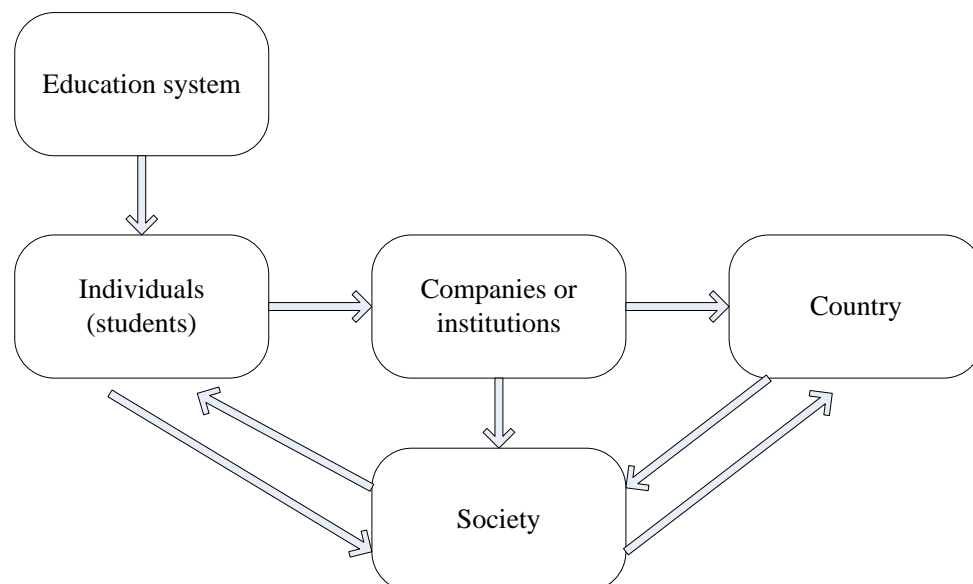 Education system
Individuals
(students)
Companies or
institutions
Country
Society